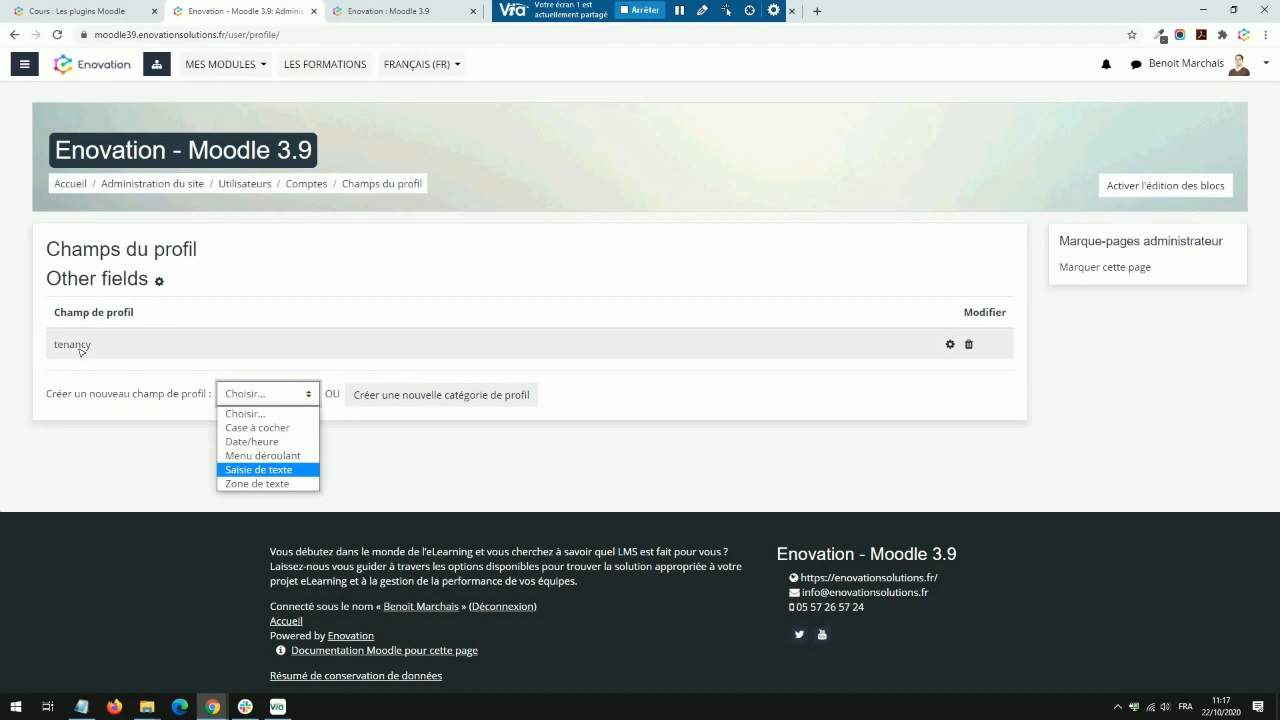 Cours : Les plugins Moodle
Enovation - Moodle 3.9: Adminis
Enovation : Moodle 3.9
Via
Votre écran 1 est
actuellement partagé
Arrêter
moodle39.enovationsolutions.fr/user/profile/
Enovation
MES MODULES
LES FORMATIONS
FRANÇAIS (FR)
Benoit Marchais
Enovation - Moodle 3.9
Accueil / Administration du site / Utilisateurs / Comptes / Champs du profil
Activer l'édition des blocs
Champs du profil
Other fields
Champ de profil
Modifier
tenancy
Créer un nouveau champ de profil :
Choisir...
OU
Créer une nouvelle catégorie de profil
Choisir...
Case à cocher
Date/heure
Menu déroulant
Saisie de texte
Zone de texte
Marque-pages administrateur
Marquer cette page
Vous débutez dans le monde de l'eLearning et vous cherchez à savoir quel LMS est fait pour vous ?
Laissez-nous vous guider à travers les options disponibles pour trouver la solution appropriée à votre
projet eLearning et à la gestion de la performance de vos équipes.
Connecté sous le nom « Benoit Marchais » (Déconnexion)
Accueil
Powered by Enovation
Documentation Moodle pour cette page
Résumé de conservation de données
Enovation - Moodle 3.9
https://enovationsolutions.fr/
info@enovationsolutions.fr
05 57 26 57 24
Via
FRA
11:17
22/10/2020